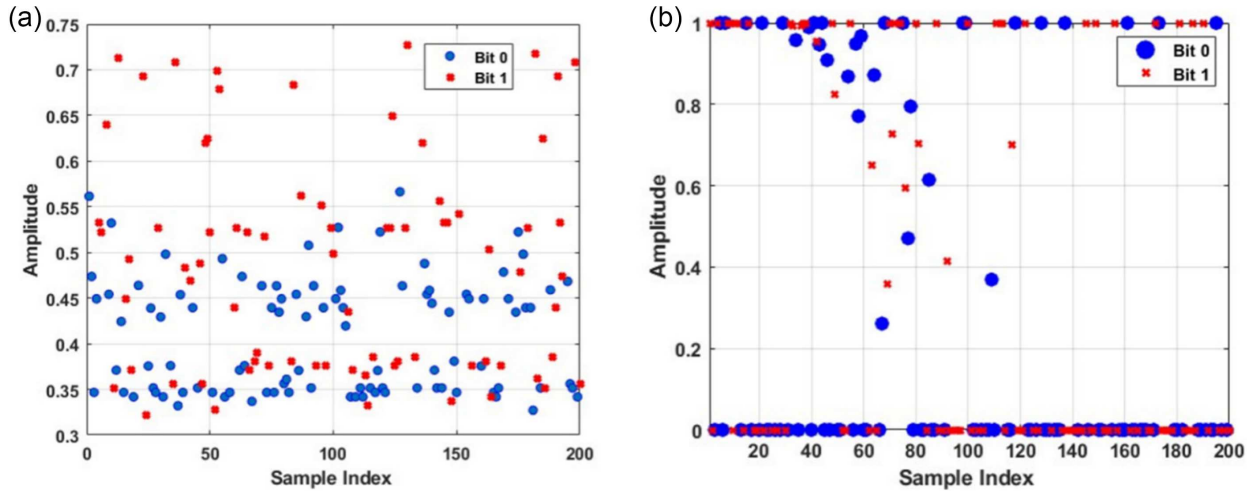 (a)
0.75
0.7
0.65
0.6
0.55
0.5
0.45
0.4
0.35
0.3
Amplitude
0 50 100 150 200
Sample Index
Bit 0
Bit 1
(b)
1
0.8
0.6
0.4
0.2
0
Amplitude
20 40 60 80 100 120 140 160 180 200
Sample Index
Bit 0
Bit 1